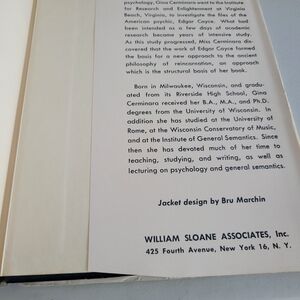 psychology, Gina Cerminara went to the Institute
for Research and Enlightenment at Virginia
Beach, Virginia, to investigate the files of the
American psychic, Edgar Cayce. What had
been intended as a few days of academic
research became years of intensive study.
As this study progressed, Miss Cerminara dis-
covered that the work of Edgar Cayce formed
the basis for a new approach to the ancient
philosophy of reincarnation, an approach
which is the structural basis of her book.
Born in Milwaukee, Wisconsin, and gradu-
ated from its Riverside High School, Gina
Cerminara received her B.A., M.A., and Ph.D.
degrees from the University of Wisconsin. In
addition she has studied at the University of
Rome, at the Wisconsin Conservatory of Music,
and at the Institute of General Semantics. Since
then she has devoted much of her time to
teaching, studying, and writing, as well as
lecturing on psychology and general semantics.
Jacket design by Bru Marchin
WILLIAM SLOANE ASSOCIATES, Inc.
425 Fourth Avenue, New York 16, N. Y.